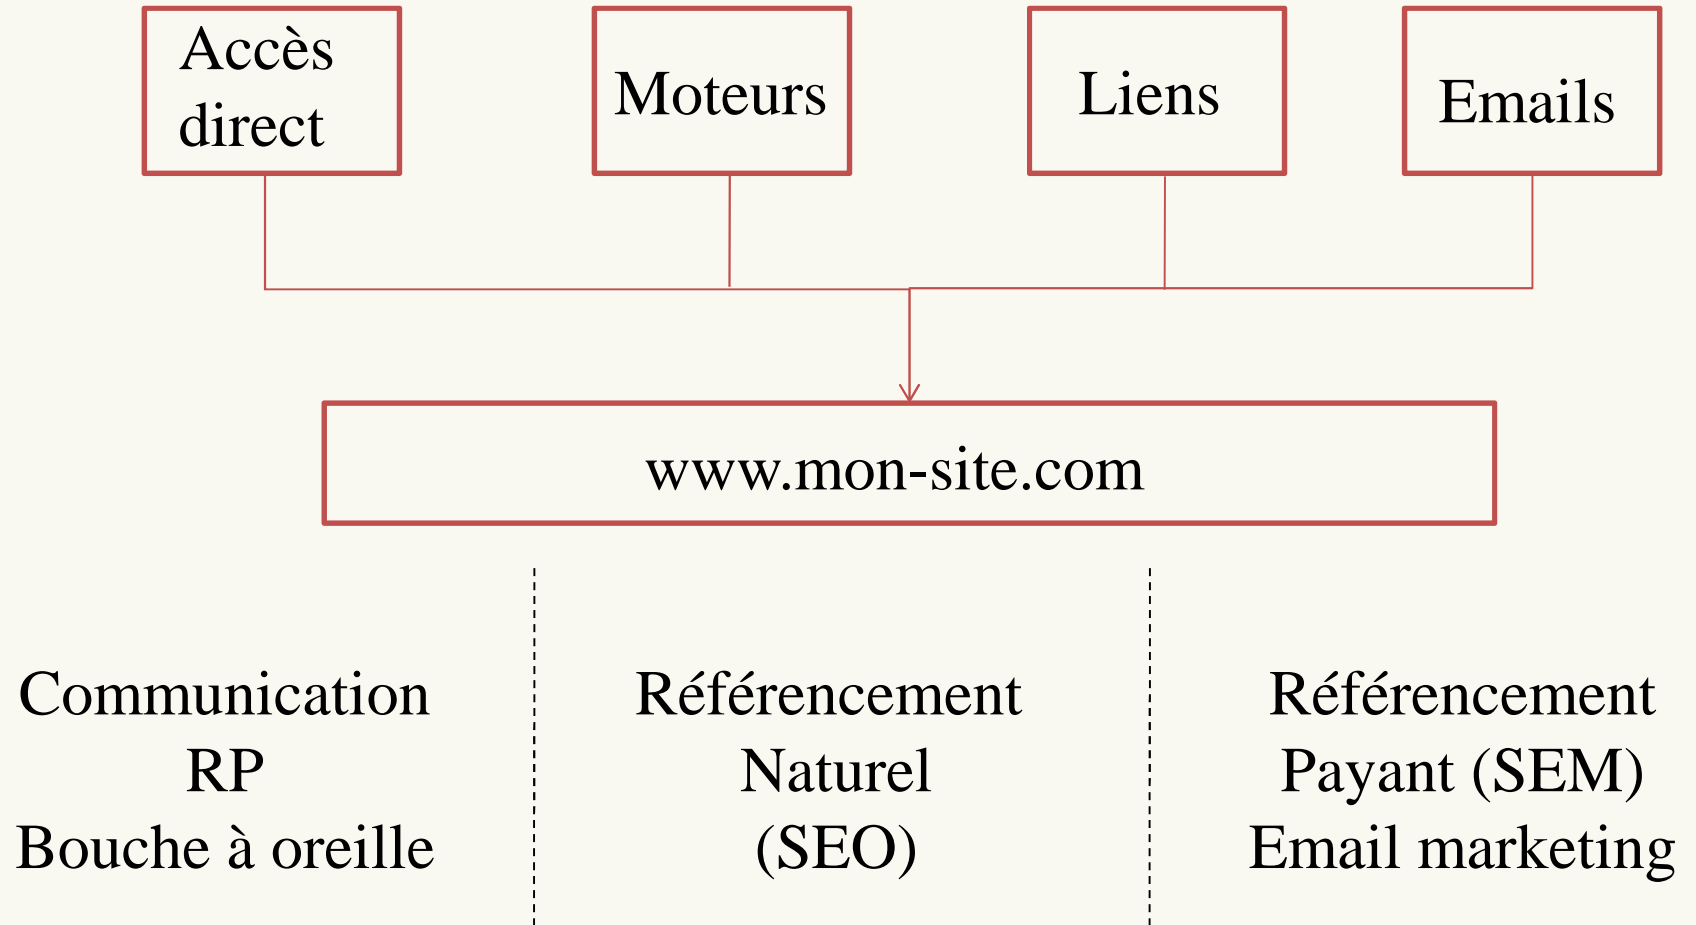 Accès
direct
Moteurs
Liens
Emails
www.mon-site.com
Communication
RP
Bouche à oreille
Référencement
Naturel
(SEO)
Référencement
Payant (SEM)
Email marketing